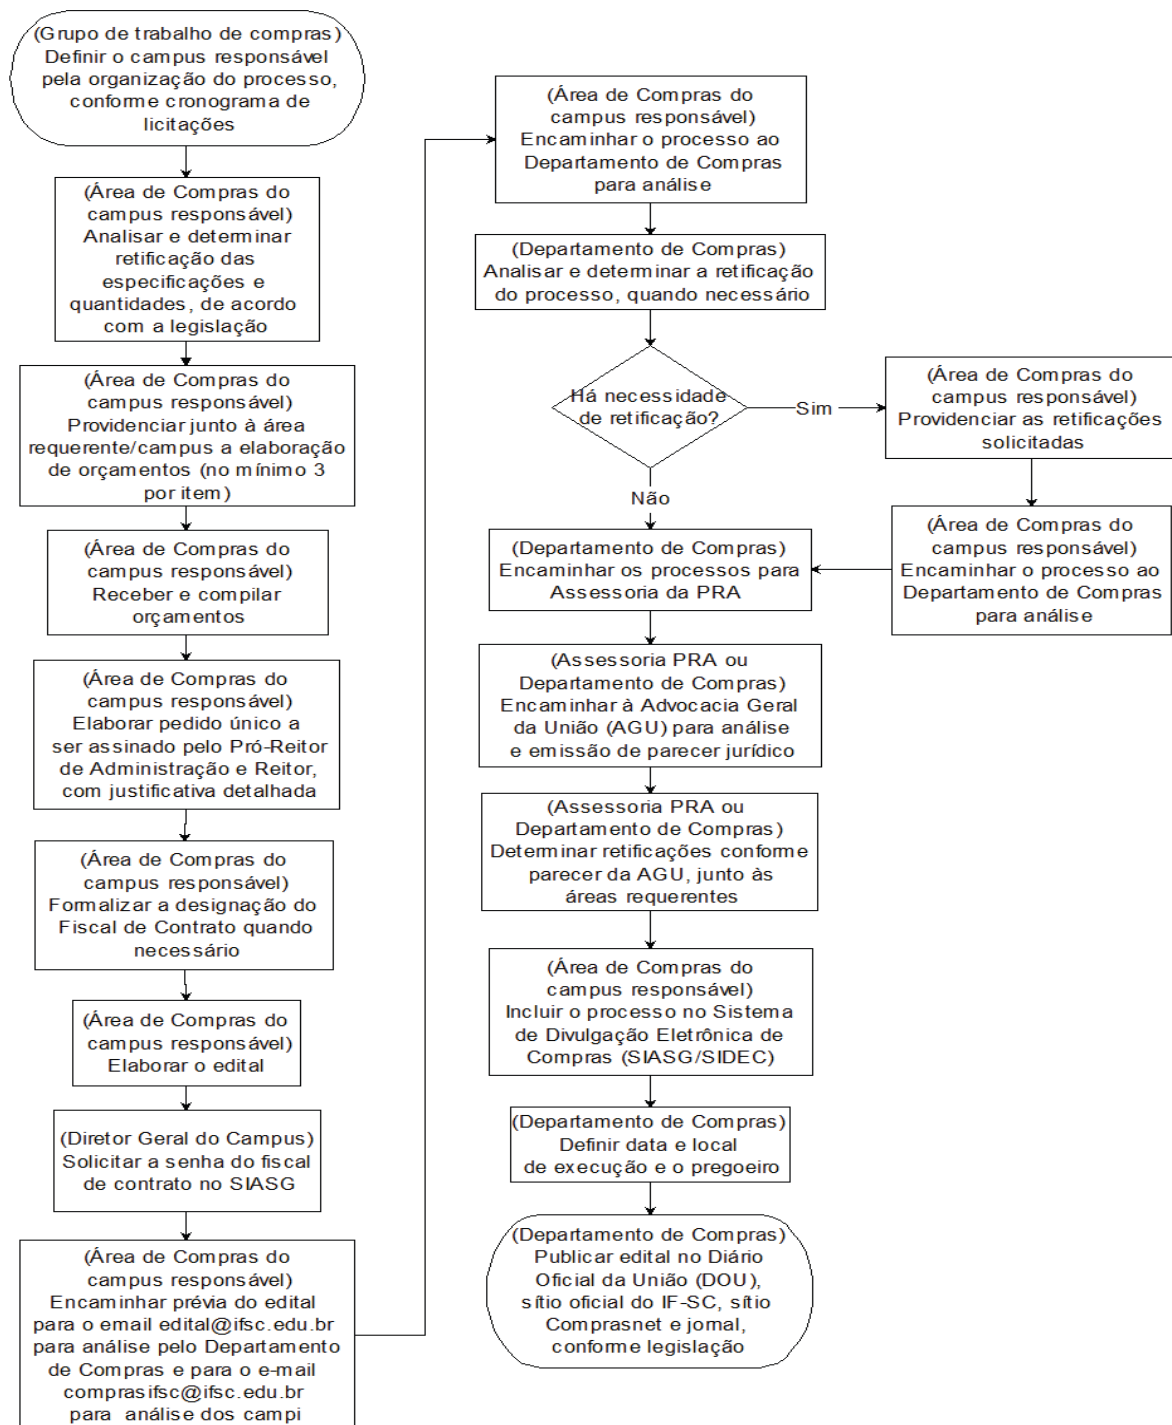 (Grupo de trabalho de compras)
Definir o campus responsável
pela organização do processo,
conforme cronograma de
licitações
(Área de Compras do
campus responsável)
Analisar e determinar
retificação das
especificações e
quantidades, de acordo
com a legislação
(Área de Compras do
campus responsável)
Providenciar junto à área
requerente/campus a elaboração
de orçamentos (no mínimo 3
por item)
(Área de Compras do
campus responsável)
Receber e compilar
orçamentos
(Área de Compras do
campus responsável)
Elaborar pedido único a
ser assinado pelo Pró-Reitor
de Administração e Reitor,
com justificativa detalhada
(Área de Compras do
campus responsável)
Formalizar a designação do
Fiscal de Contrato quando
necessário
(Área de Compras do
campus responsável)
Elaborar o edital
(Diretor Geral do Campus)
Solicitar a senha do fiscal
de contrato no SIASG
(Área de Compras do
campus responsável)
Encaminhar prévia do edital
para o email edital@ifsc.edu.br
para análise pelo Departamento
de Compras e para o e-mail
comprasifsc@ifsc.edu.br
para análise dos campi
(Área de Compras do
campus responsável)
Encaminhar o processo ao
Departamento de Compras
para análise
(Departamento de Compras)
Analisar e determinar a retificação
do processo, quando necessário
Há necessidade
de retificação?
Sim
(Área de Compras do
campus responsável)
Providenciar as retificações
solicitadas
Não
(Área de Compras do
campus responsável)
Encaminhar o processo ao
Departamento de Compras
para análise
(Departamento de Compras)
Encaminhar os processos para
Assessoria da PRA
(Assessoria PRA ou
Departamento de Compras)
Encaminhar à Advocacia Geral
da União (AGU) para análise
e emissão de parecer jurídico
(Assessoria PRA ou
Departamento de Compras)
Determinar retificações conforme
parecer da AGU, junto às
áreas requerentes
(Área de Compras do
campus responsável)
Incluir o processo no Sistema
de Divulgação Eletrônica de
Compras (SIASG/SIDEC)
(Departamento de Compras)
Definir data e local
de execução e o pregoeiro
(Departamento de Compras)
Publicar edital no Diário
Oficial da União (DOU),
sítio oficial do IF-SC, sítio
Comprasnet e jornal,
conforme legislação